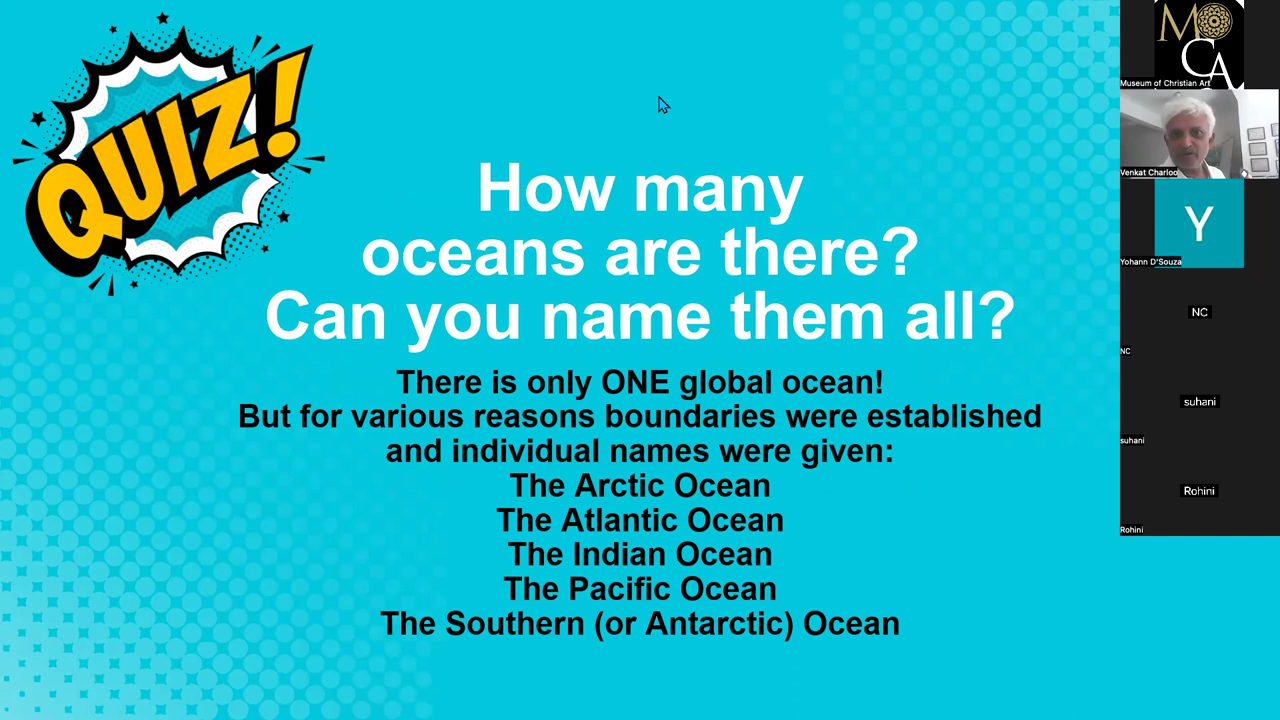 QUIZ!
How many
oceans are there?
Can you name them all?
There is only ONE global ocean!
But for various reasons boundaries were established
and individual names were given:
The Arctic Ocean
The Atlantic Ocean
The Indian Ocean
The Pacific Ocean
The Southern (or Antarctic) Ocean
MOCA
Museum of Christian Art
Venkat Charloo
Y
Yohann D'Souza
NC
NC
suhani
suhani
Rohini
Rohini